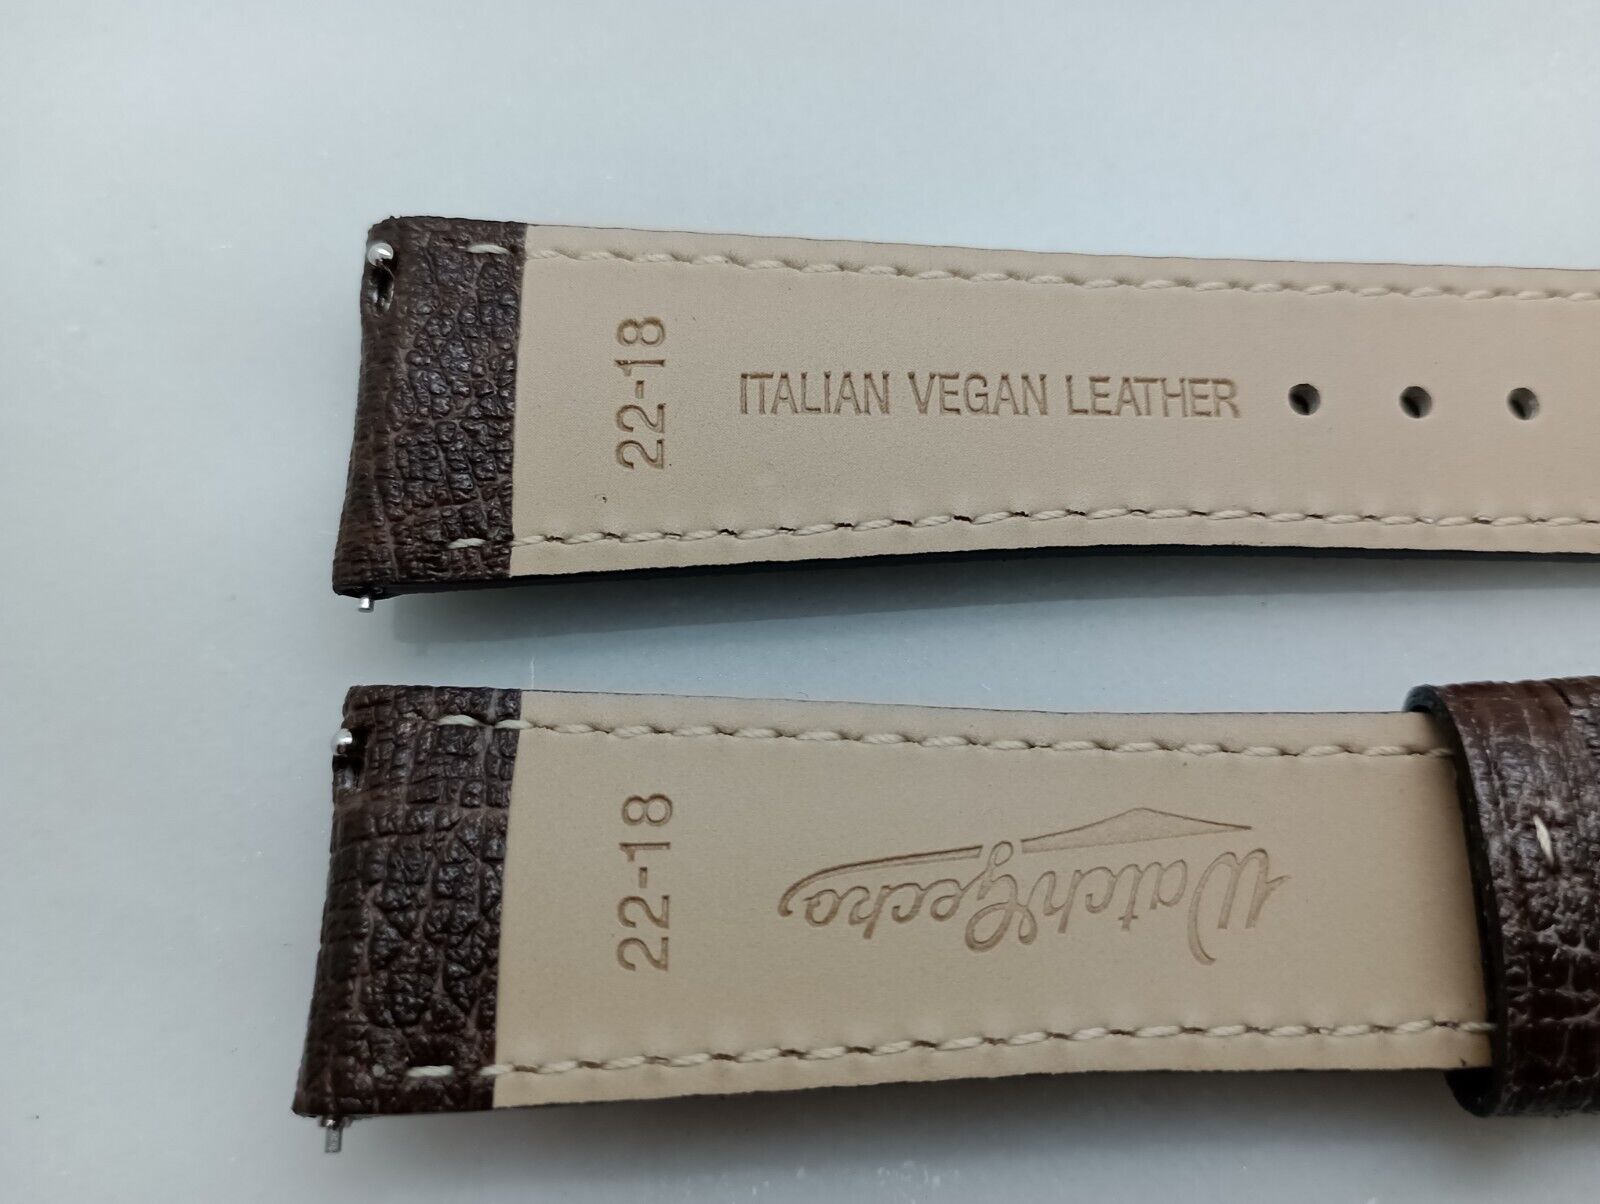 22-18
ITALIAN VEGAN LEATHER
22-18
WatchGecko